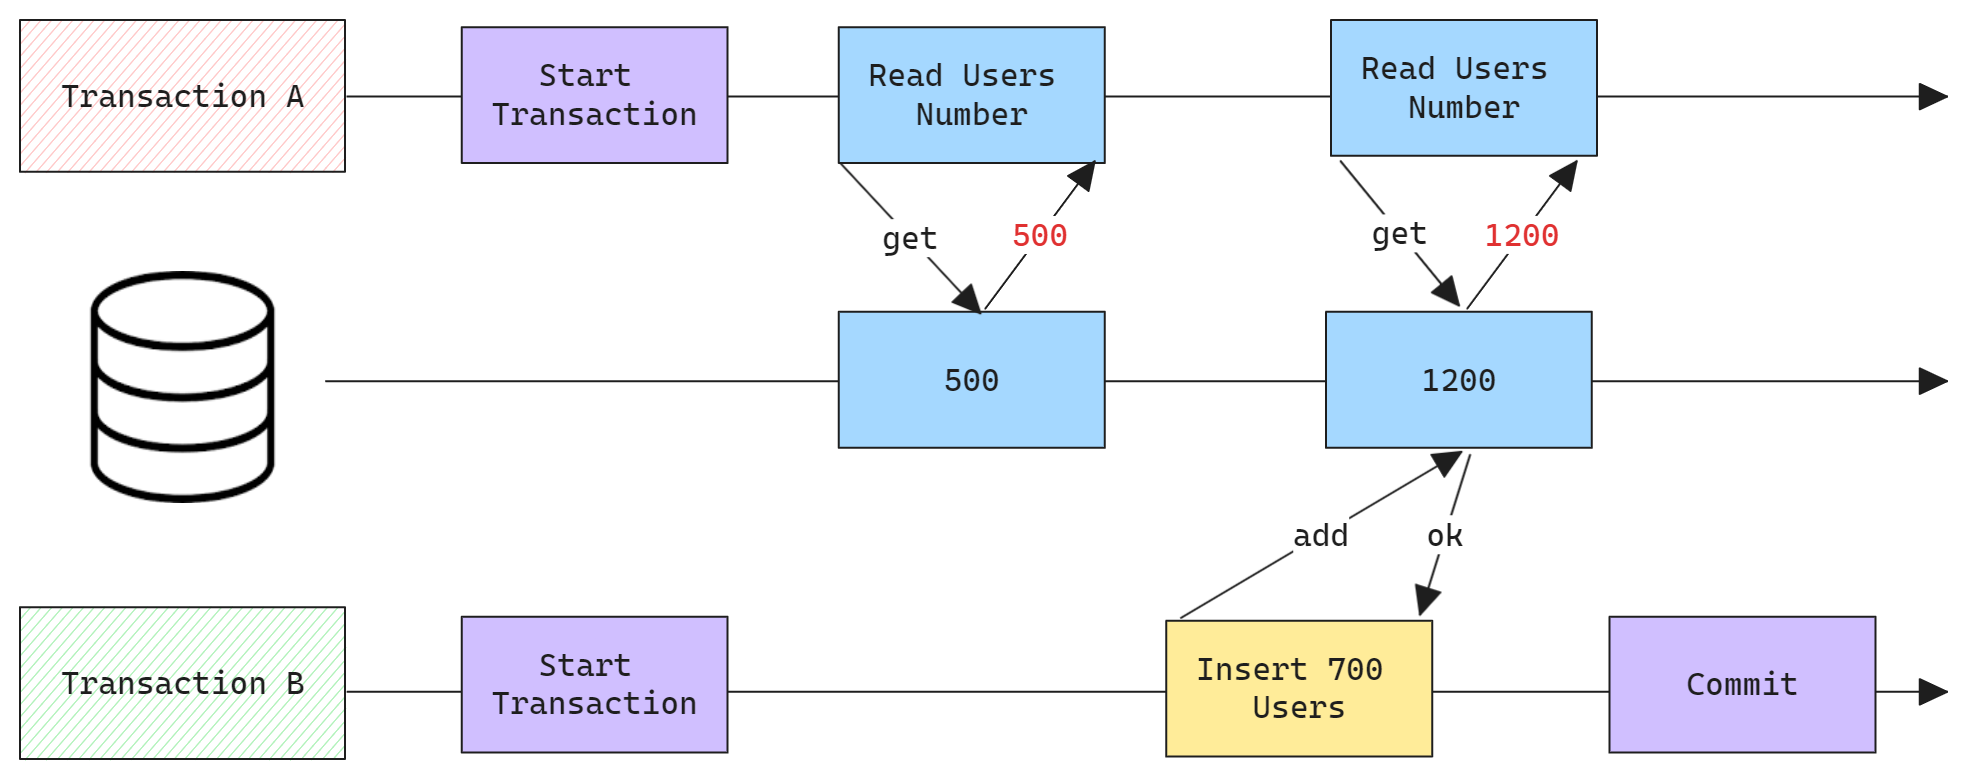 Transaction A
Start
Transaction
Read Users
Number
Read Users
Number
get
500
get
1200
500
1200
add
ok
Transaction B
Start
Transaction
Insert 700
Users
Commit